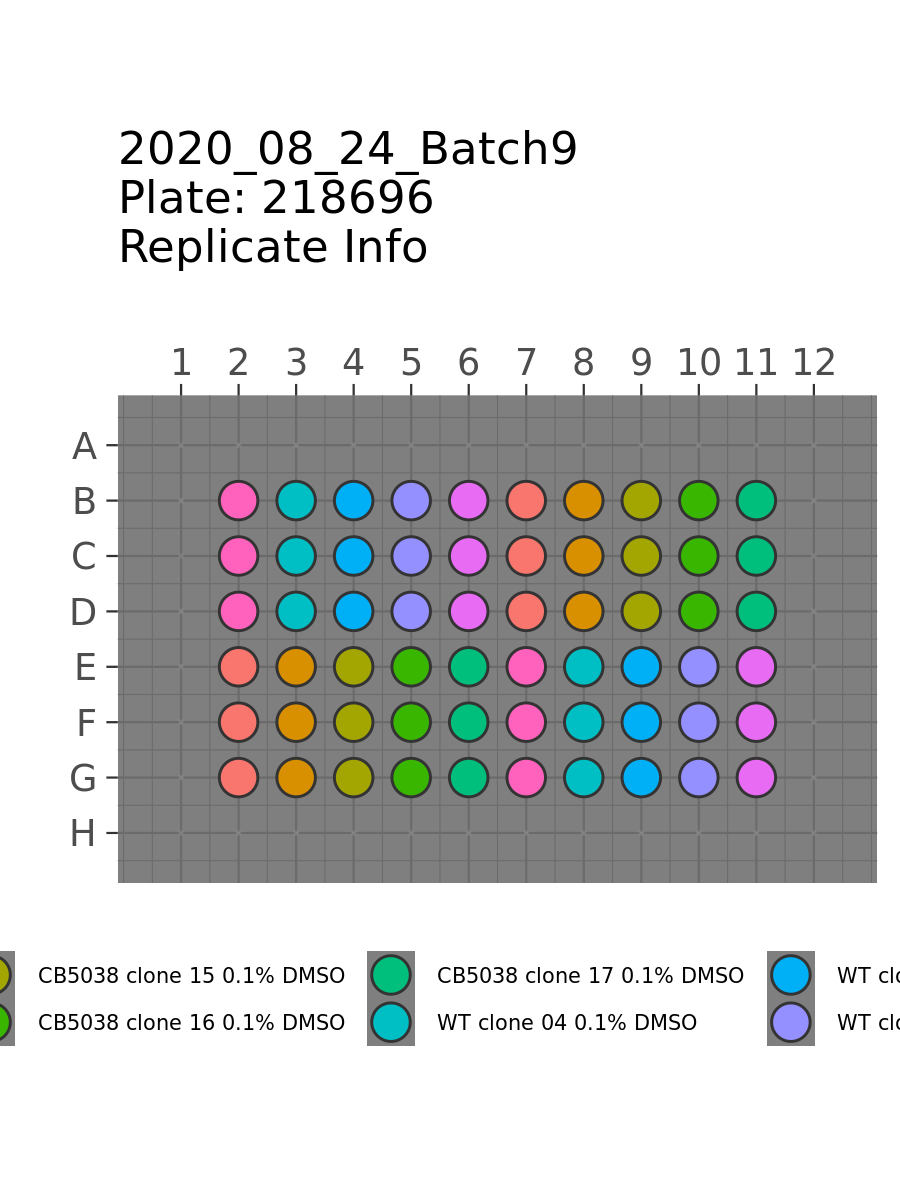 2020_08_24_Batch9
Plate: 218696
Replicate Info
1 2 3 4 5 6 7 8 9 10 11 12
A
B
C
D
E
F
G
H
CB5038 clone 15 0.1% DMSO CB5038 clone 17 0.1% DMSO WT
CB5038 clone 16 0.1% DMSO WT clone 04 0.1% DMSO WT